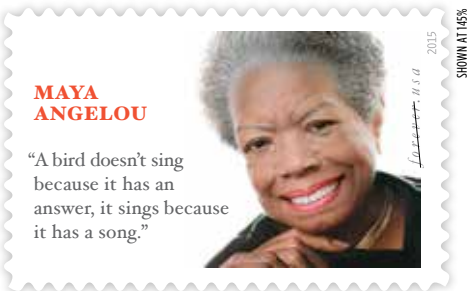 MAYA
ANGELOU
“A bird doesn’t sing
because it has an
answer, it sings because
it has a song.”
forever usa
2015
SHOWN AT 145%